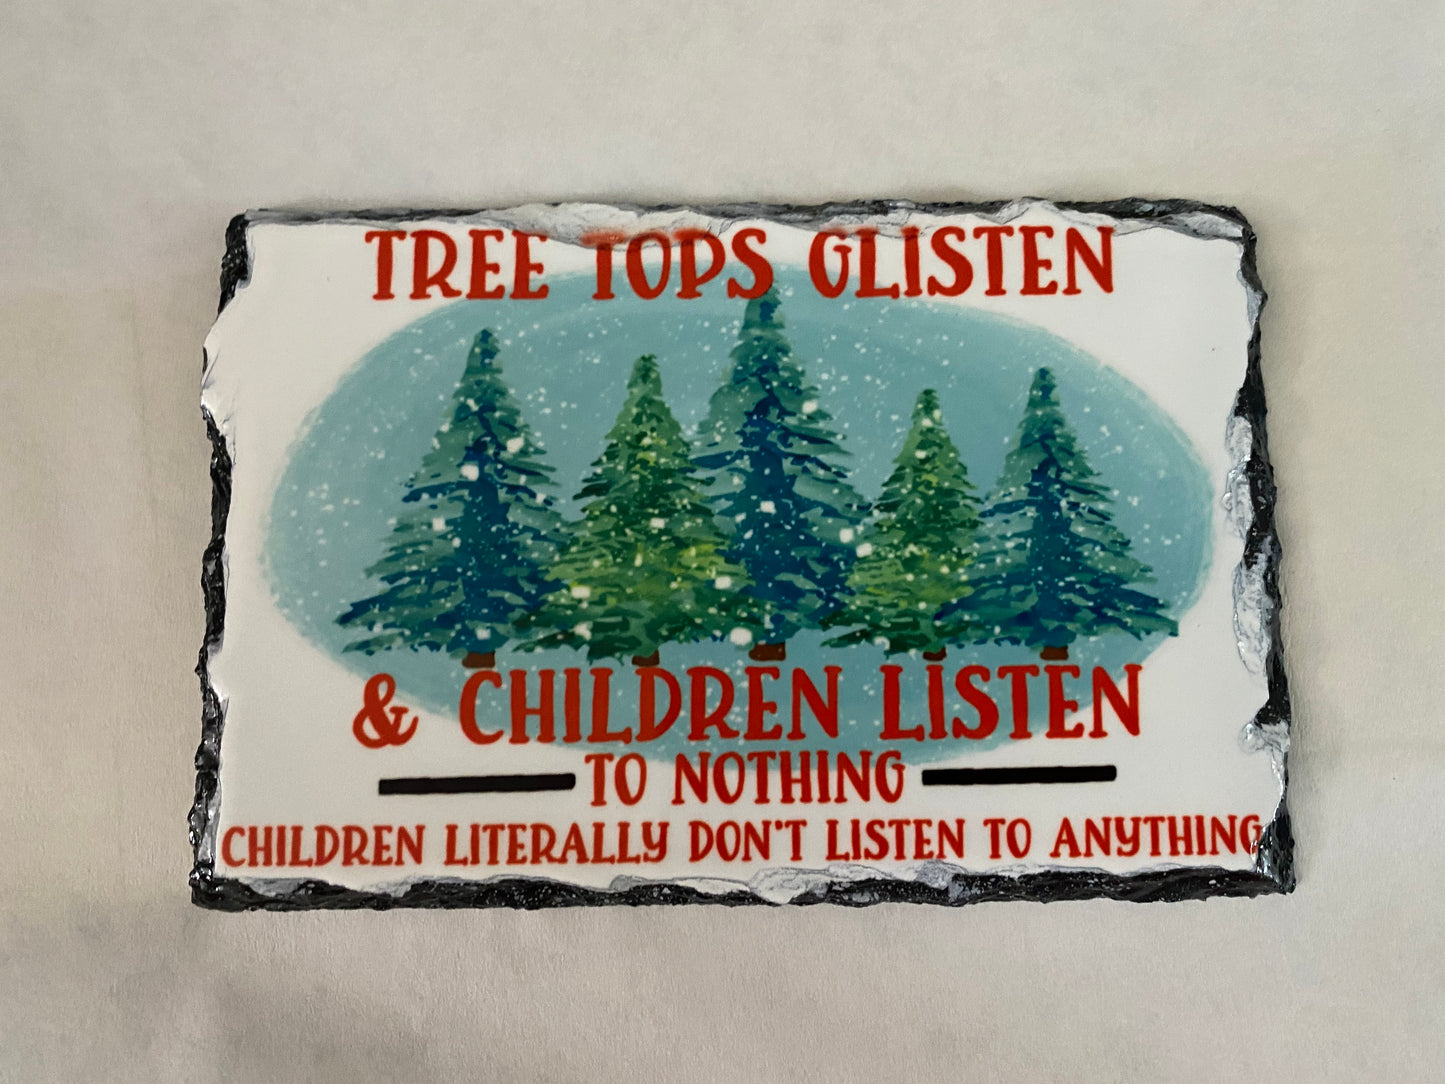 TREE TOPS GLISTEN
& CHILDREN LISTEN
TO NOTHING
CHILDREN LITERALLY DON'T LISTEN TO ANYTHING